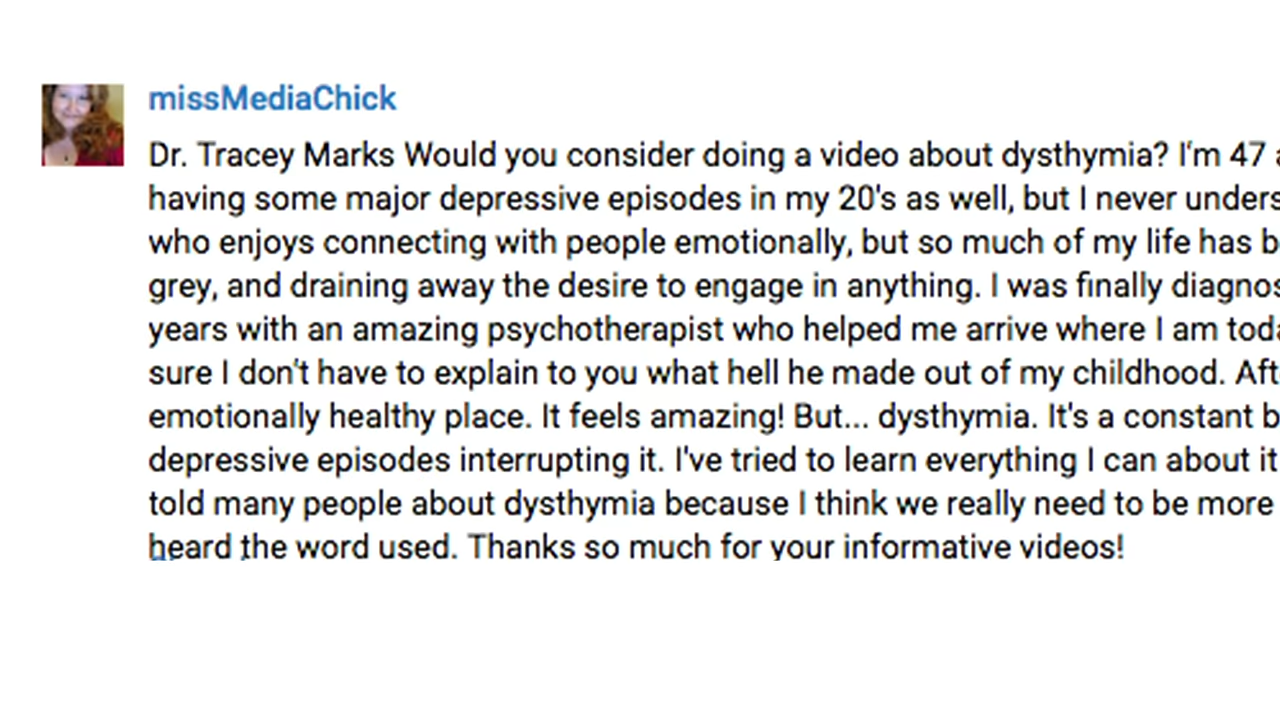 missMediaChick
Dr. Tracey Marks Would you consider doing a video about dysthymia? I'm 47
having some major depressive episodes in my 20's as well, but I never
who enjoys connecting with people emotionally, but so much of my life has
grey, and draining away the desire to engage in anything. I was finally
years with an amazing psychotherapist who helped me arrive where I am
sure I don't have to explain to you what hell he made out of my childhood.
emotionally healthy place. It feels amazing! But... dysthymia. It's a constant
depressive episodes interrupting it. I've tried to learn everything I can about it
told many people about dysthymia because I think we really need to be more
heard the word used. Thanks so much for your informative videos!